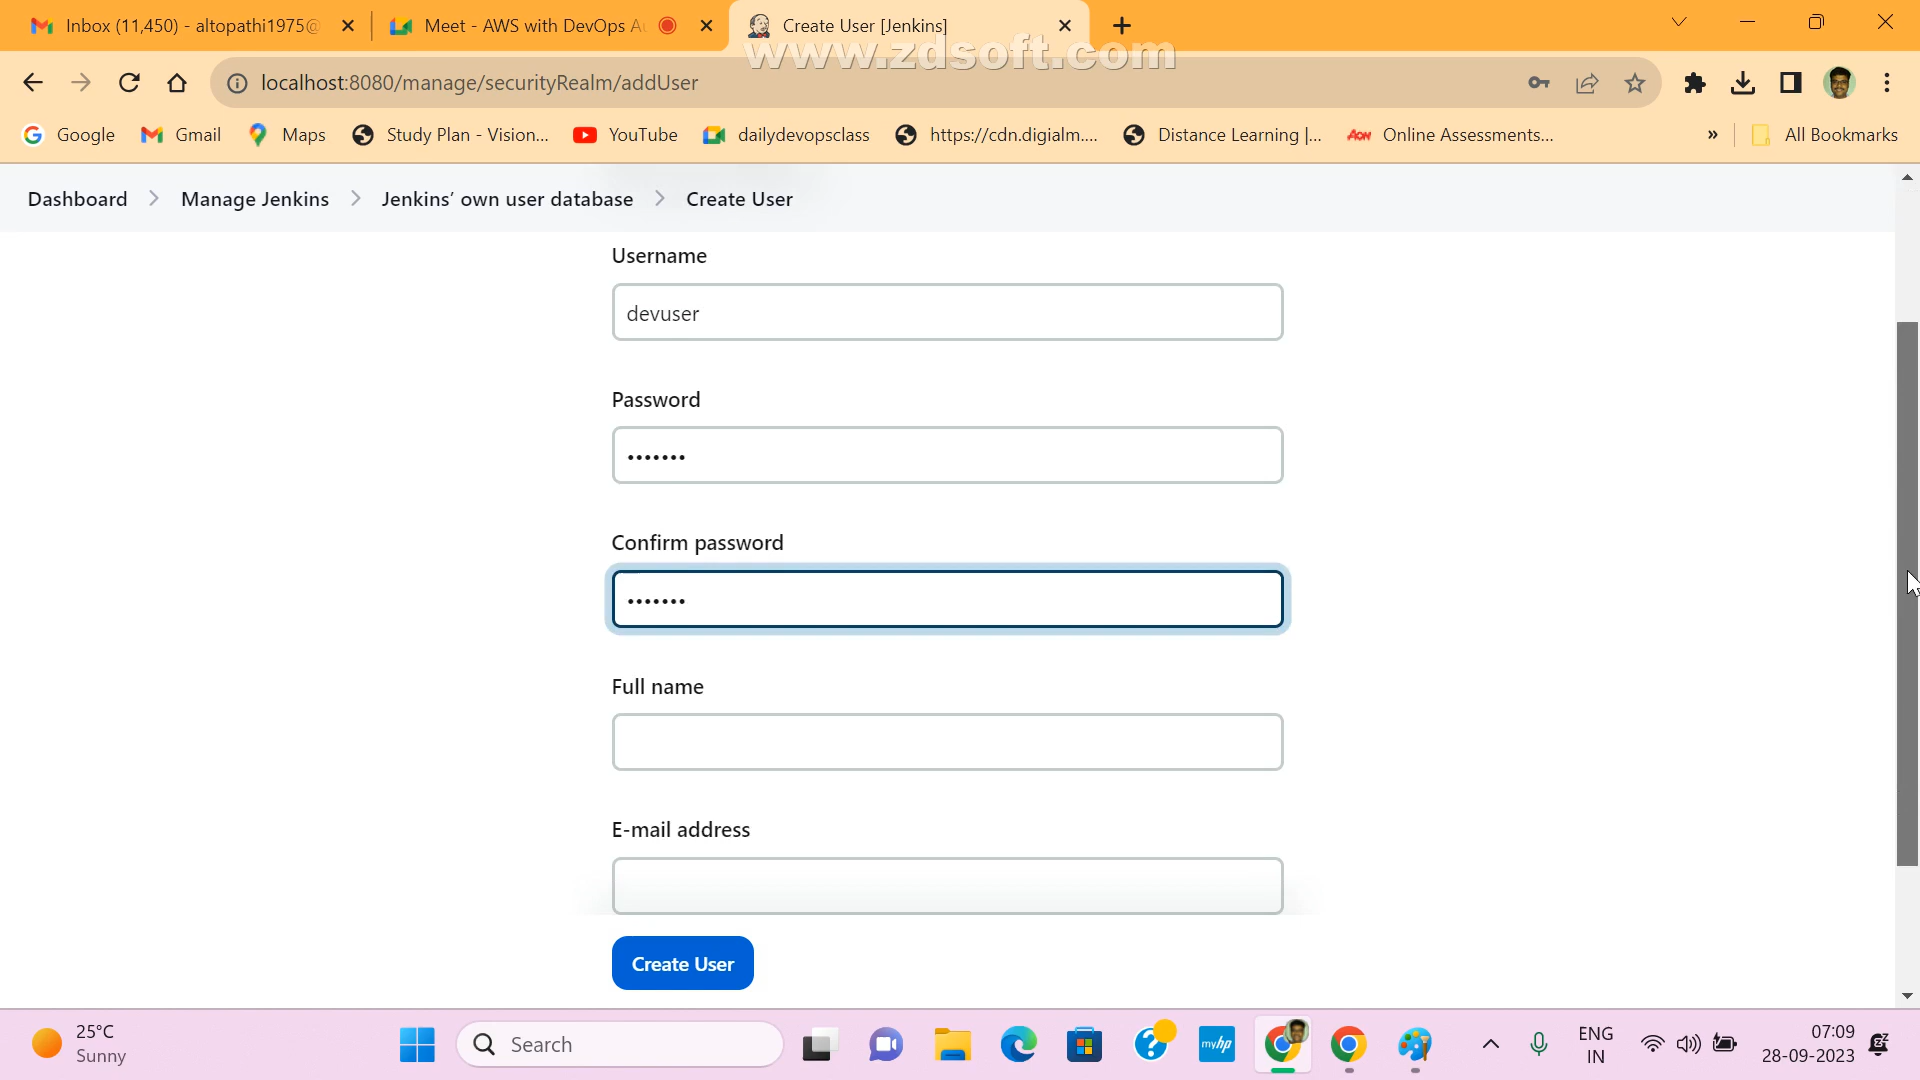 Inbox (11,450) - altopathi1975@
Meet - AWS with DevOps Au
Create User [Jenkins]
www.zdsoft.com
localhost:8080/manage/securityRealm/addUser
Google
Gmail
Maps
Study Plan - Vision...
YouTube
dailydevopsclass
https://cdn.digialm....
Distance Learning |...
AON
Online Assessments...
»
All Bookmarks
Dashboard
Manage Jenkins
Jenkins’ own user database
Create User
Username
devuser
Password
•••••••
Confirm password
•••••••
Full name
E-mail address
Create User
25°C
Sunny
Search
myhp
ENG
IN
07:09
28-09-2023